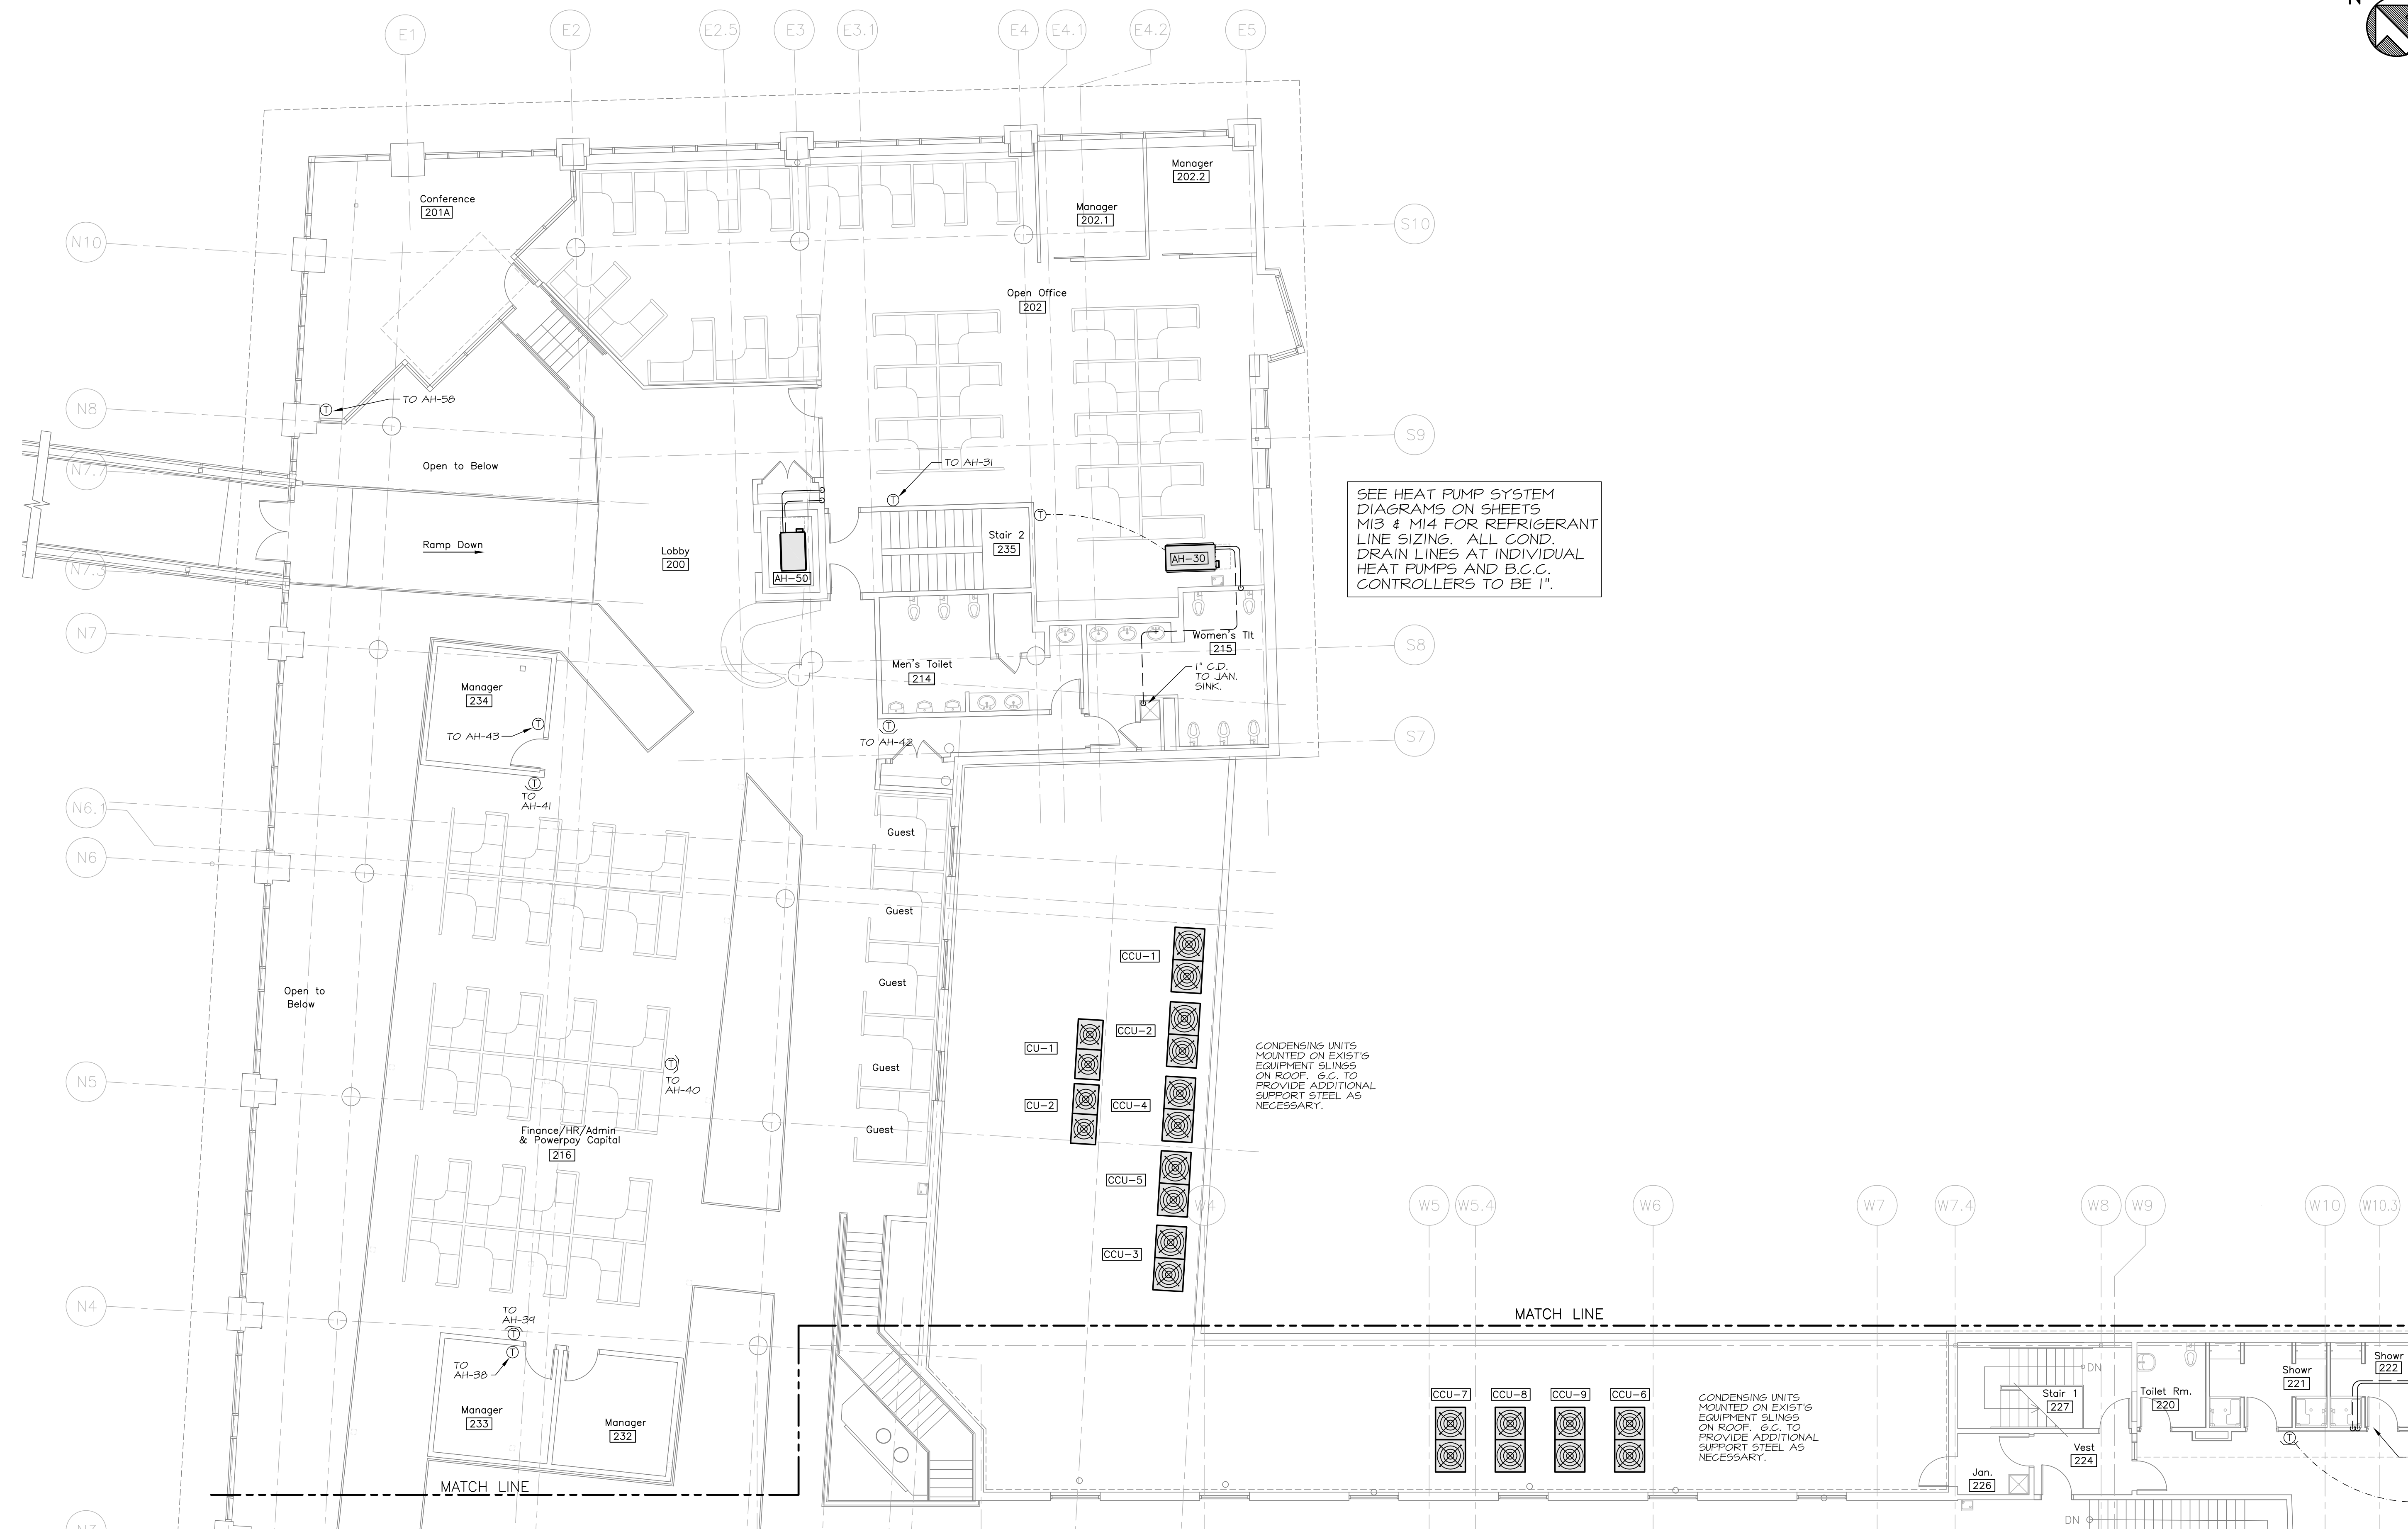 N
E1
E2
E2.5
E3
E3.1
E4
E4.1
E4.2
E5
Manager
202.2
Conference
201A
Manager
202.1
N10
S10
Open Office
202
N8
TO AH-58
S9
Open to Below
TO AH-31
N7.7
SEE HEAT PUMP SYSTEM
DIAGRAMS ON SHEETS
M13 & M14 FOR REFRIGERANT
LINE SIZING. ALL COND.
DRAIN LINES AT INDIVIDUAL
HEAT PUMPS AND B.C.C.
CONTROLLERS TO BE 1".
T
T
T
Ramp Down
Lobby
200
Stair 2
235
AH-30
N7.3
AH-50
N7
Women's Tlt
215
S8
Men's Toilet
214
1" C.D.
TO JAN.
SINK.
Manager
234
T
TO AH-43
T
TO AH-42
S7
T
TO
AH-41
N6.1
Guest
N6
Guest
CCU-1
Guest
Open to
Below
CCU-2
CU-1
CONDENSING UNITS
MOUNTED ON EXIST'G
EQUIPMENT SLINGS
ON ROOF. G.C. TO
PROVIDE ADDITIONAL
SUPPORT STEEL AS
NECESSARY.
Guest
N5
T
TO
AH-40
CU-2
CCU-4
Guest
Finance/HR/Admin
& Powerpay Capital
216
CCU-5
W4
W5
W5.4
W6
W7
W7.4
W8
W9
W10
W10.3
CCU-3
N4
TO
AH-39
T
MATCH LINE
T
TO
AH-38
Manager
233
Manager
232
CCU-7
CCU-8
CCU-9
CCU-6
CONDENSING UNITS
MOUNTED ON EXIST'G
EQUIPMENT SLINGS
ON ROOF. G.C. TO
PROVIDE ADDITIONAL
SUPPORT STEEL AS
NECESSARY.
DN
Stair 1
227
Toilet Rm.
220
Showr
221
Showr
222
T
Vest
224
Jan.
226
MATCH LINE
DN
N3